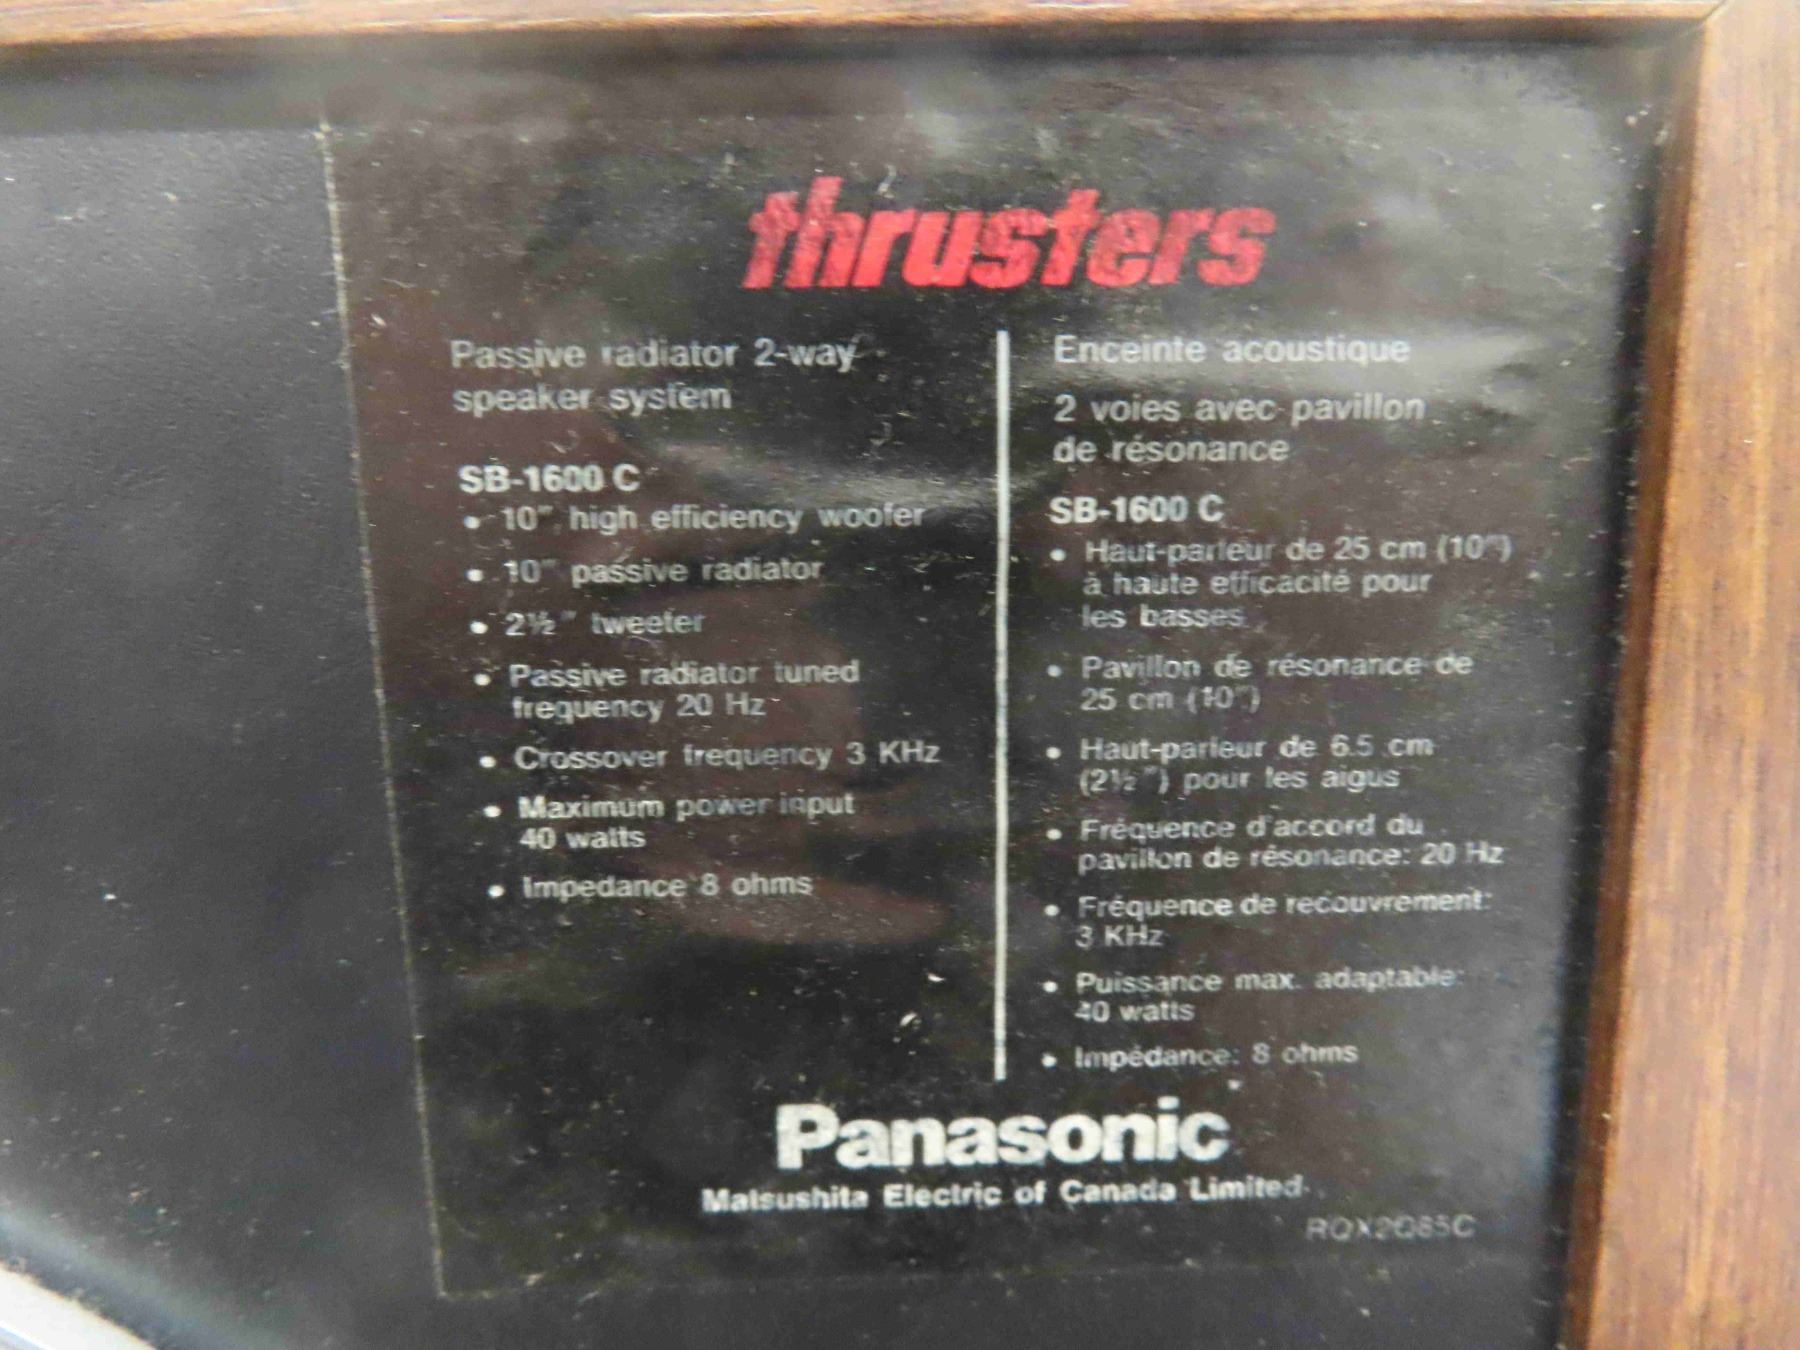 thrusters
Passive radiator 2-way
speaker system
SB-1600 C
• 10" high efficiency woofer
• 10" passive radiator
• 2½" tweeter
• Passive radiator tuned
frequency 20 Hz
• Crossover frequency 3 KHz
• Maximum power input
40 watts
• Impedance 8 ohms
Enceinte acoustique
2 voies avec pavillon
de résonance
SB-1600 C
• Haut-parleur de 25 cm (10")
à haute efficacité pour
les basses
• Pavillon de résonance de
25 cm (10")
• Haut-parleur de 6.5 cm
(2½") pour les aigus
• Fréquence d'accord du
pavillon de résonance: 20 Hz
• Fréquence de recouvrement:
3 KHz
• Puissance max. adaptable:
40 watts
• Impédance: 8 ohms
Panasonic
Matsushita Electric of Canada Limited